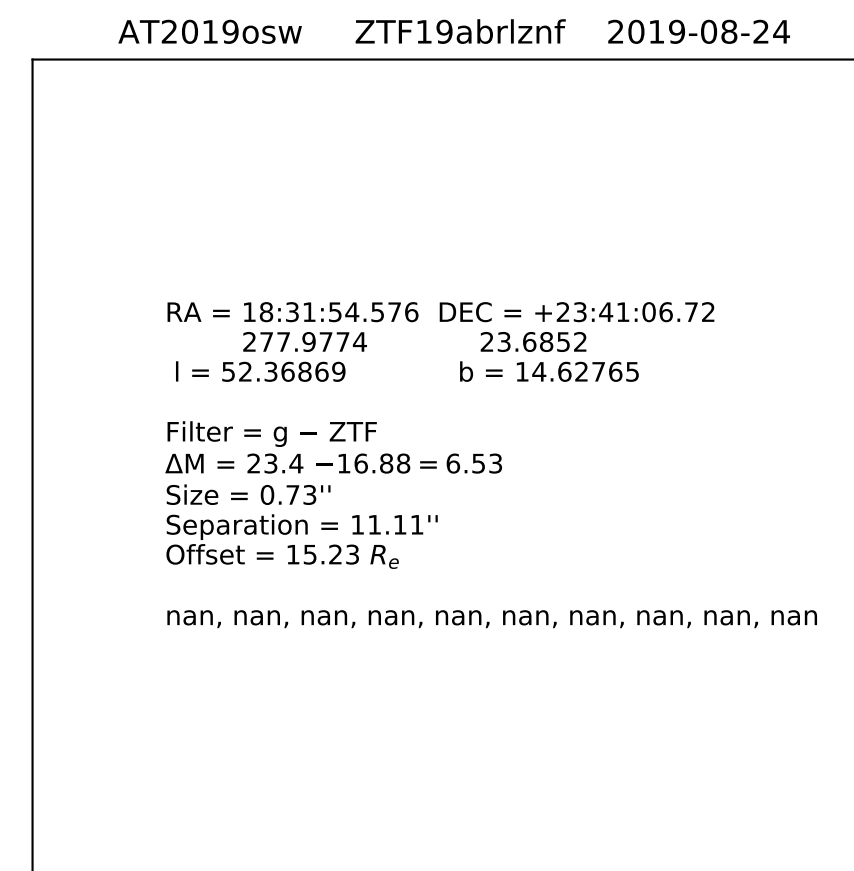 AT2019osw ZTF19abrlznf 2019-08-24
RA = 18:31:54.576 DEC = +23:41:06.72
277.9774 23.6852
l = 52.36869 b = 14.62765
Filter = g − ZTF
ΔM = 23.4 −16.88 = 6.53
Size = 0.73''
Separation = 11.11''
Offset = 15.23 Re
nan, nan, nan, nan, nan, nan, nan, nan, nan, nan